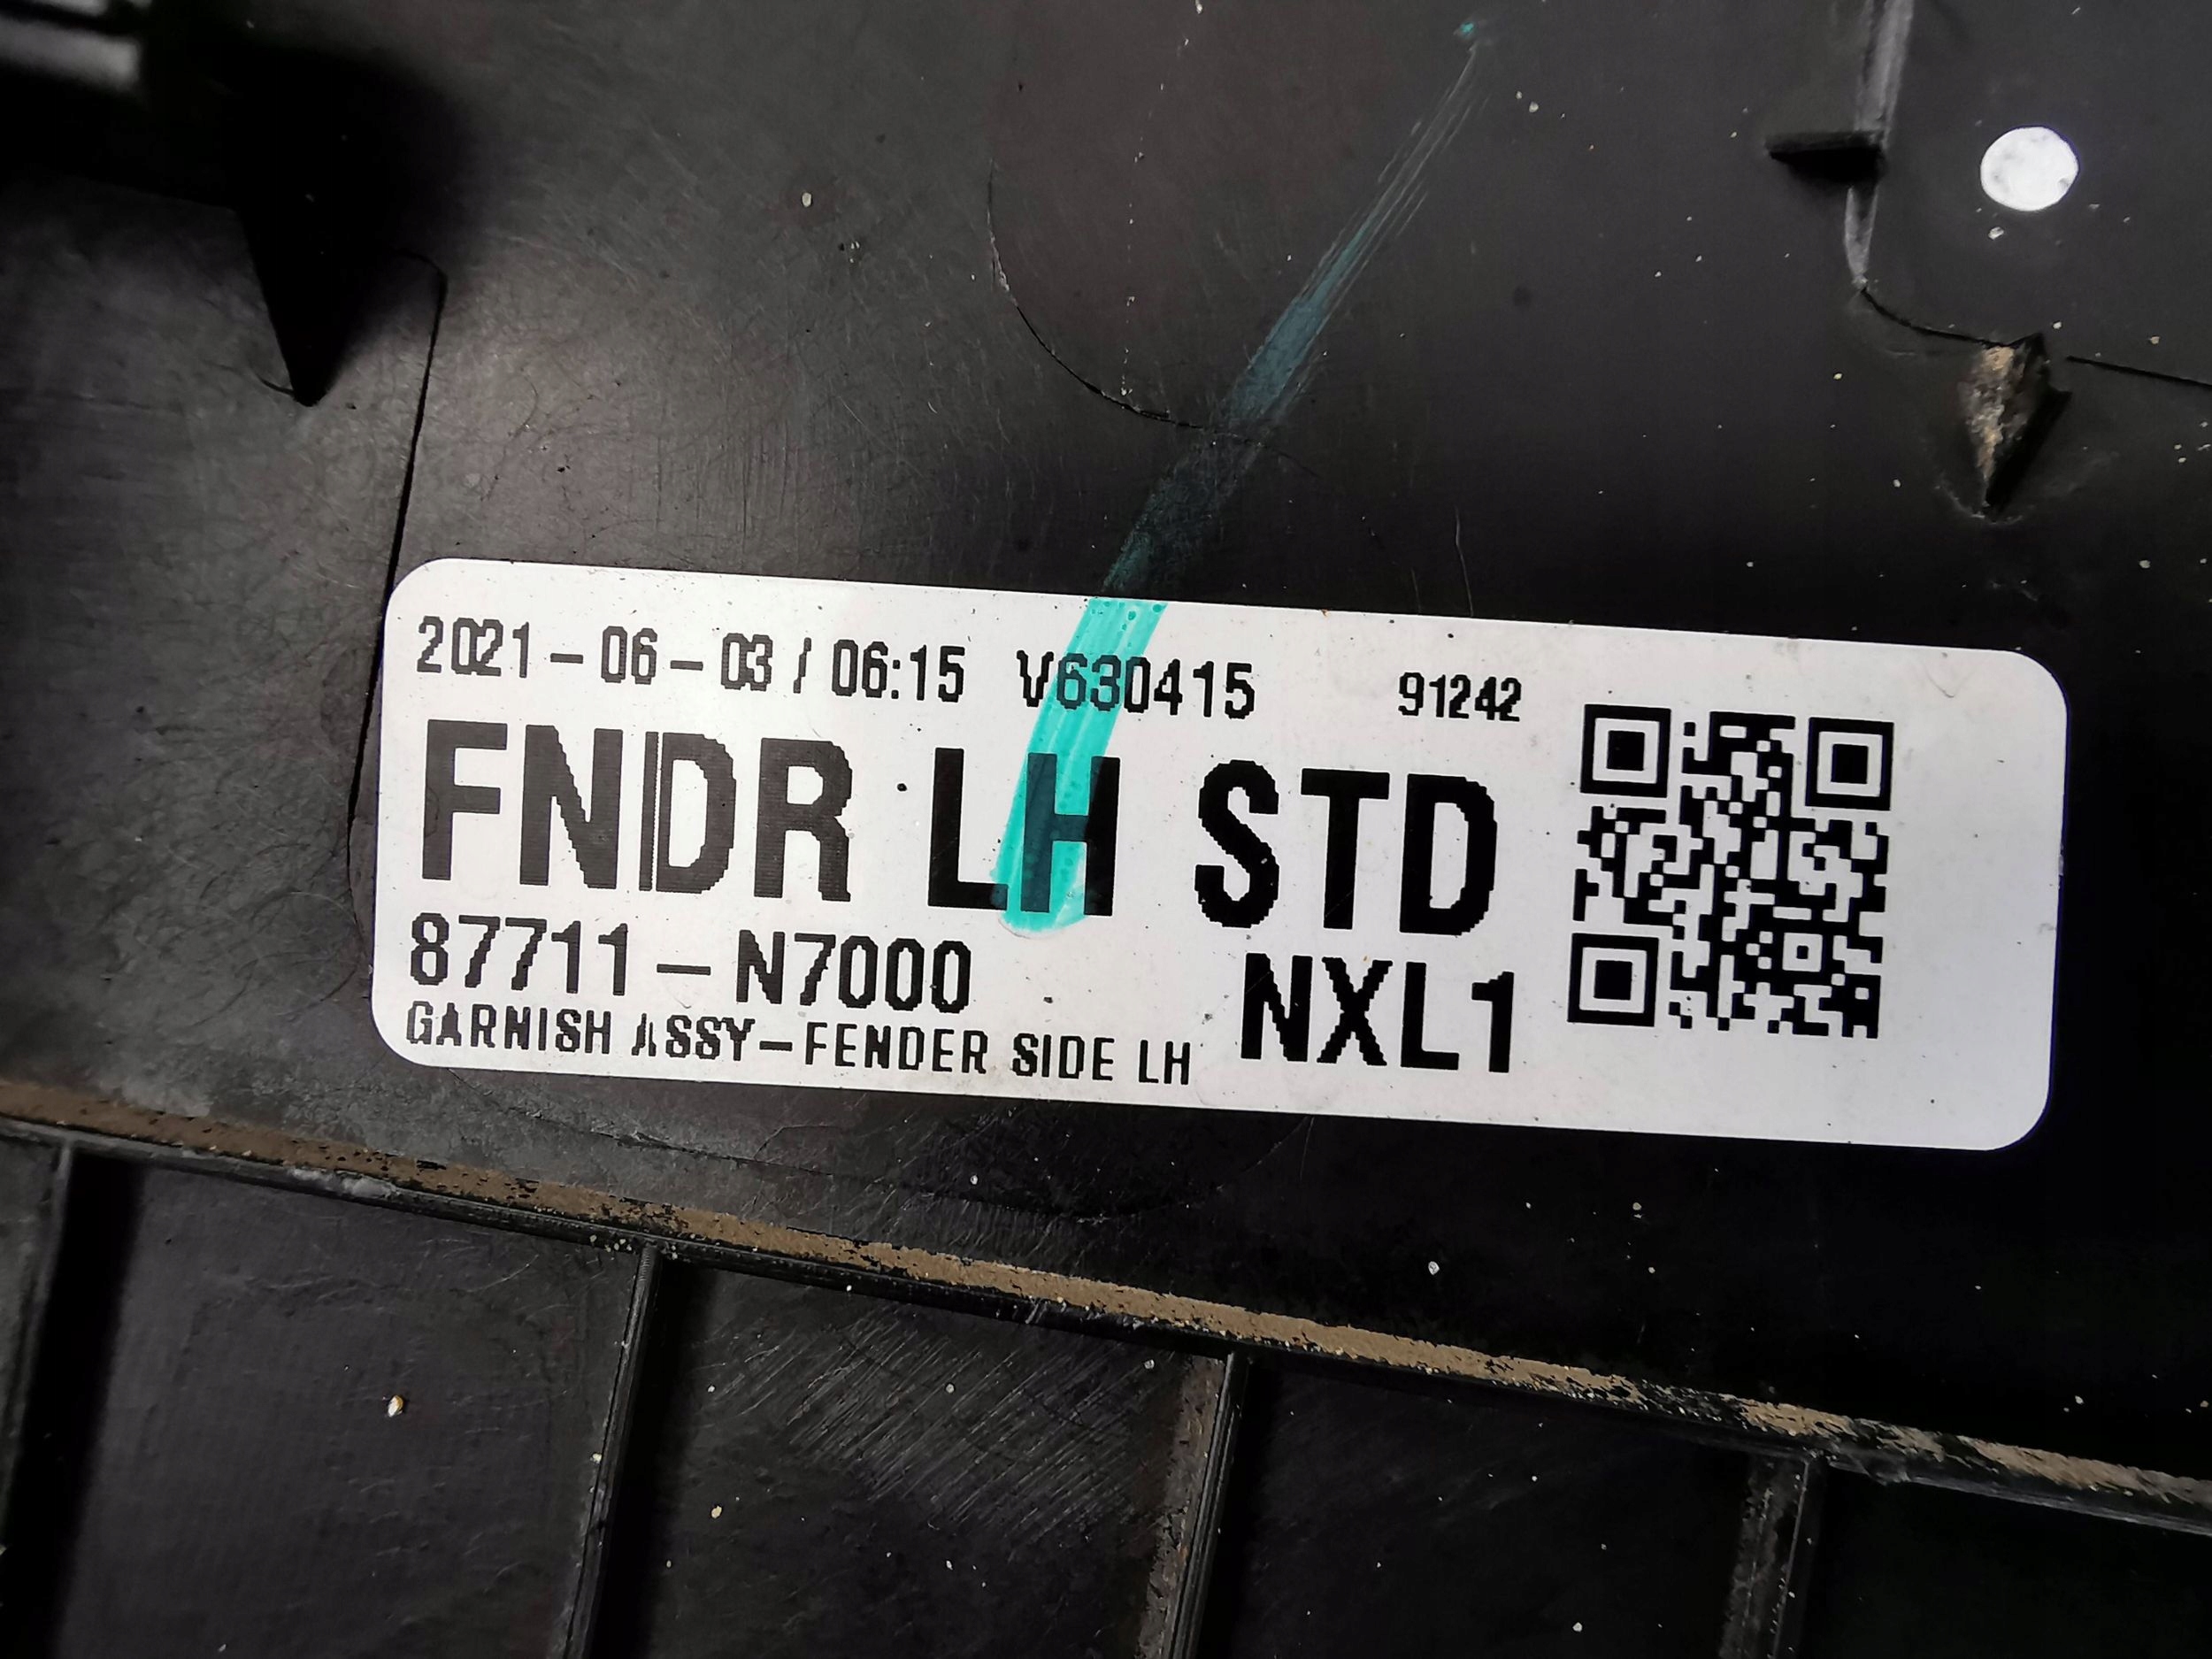 2021-06-03/06:15 V630415 91242
FNDR LH STD
87711-N7000 NXL1
GARNISH ASSY-FENDER SIDE LH